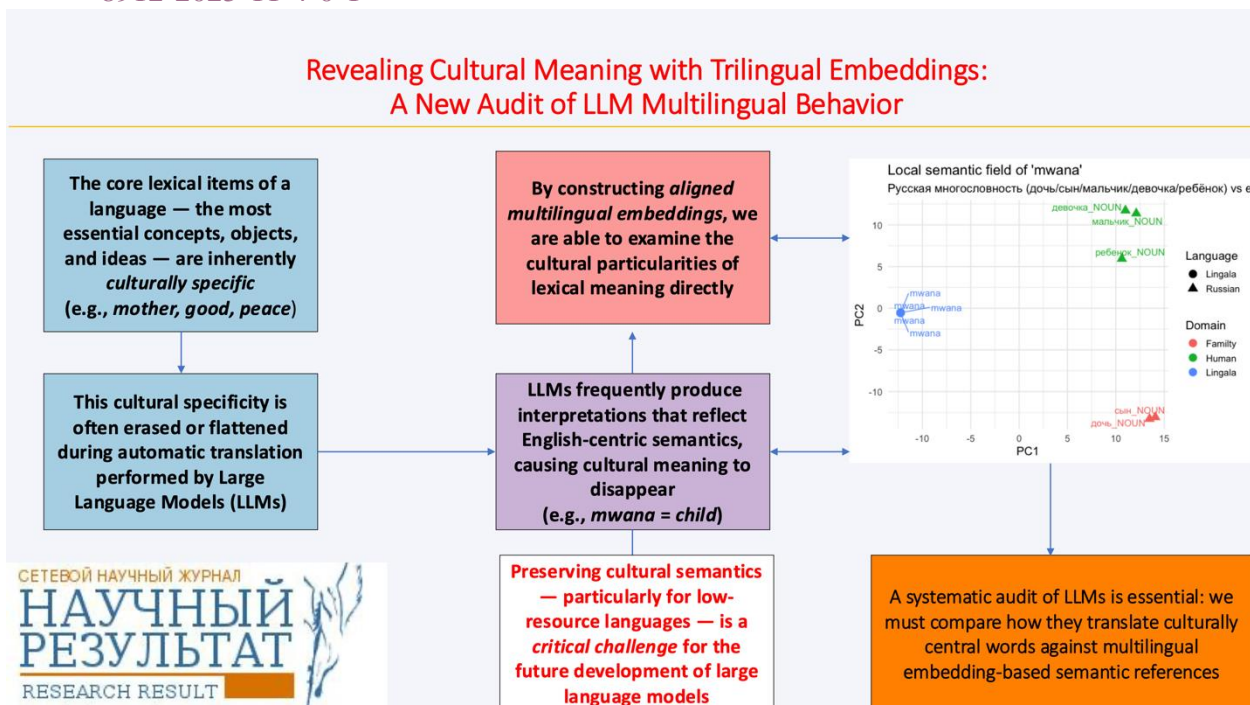 Revealing Cultural Meaning with Trilingual Embeddings:
A New Audit of LLM Multilingual Behavior
The core lexical items of a
language — the most
essential concepts, objects,
and ideas — are inherently
culturally specific
(e.g., mother, good, peace)
This cultural specificity is
often erased or flattened
during automatic translation
performed by Large
Language Models (LLMs)
By constructing aligned
multilingual embeddings, we
are able to examine the
cultural particularities of
lexical meaning directly
LLMs frequently produce
interpretations that reflect
English-centric semantics,
causing cultural meaning to
disappear
(e.g., mwana = child)
Preserving cultural semantics
— particularly for low-
resource languages — is a
critical challenge for the
future development of large
language models
Local semantic field of 'mwana'
Русская многословность (дочь/сын/мальчик/девочка/ребёнок) vs e
девочка_NOUN
мальчик_NOUN
ребенок_NOUN
mwana
mwana
mwana
mwana
mwana
сын_NOUN
дочь_NOUN
PC2
10
5
0
-5
-10
-10
-5
0
5
10
15
PC1
Language
Lingala
Russian
Domain
Familty
Human
Lingala
A systematic audit of LLMs is essential: we
must compare how they translate culturally
central words against multilingual
embedding-based semantic references
СЕТЕВОЙ НАУЧНЫЙ ЖУРНАЛ
НАУЧНЫЙ
РЕЗУЛЬТАТ
RESEARCH RESULT